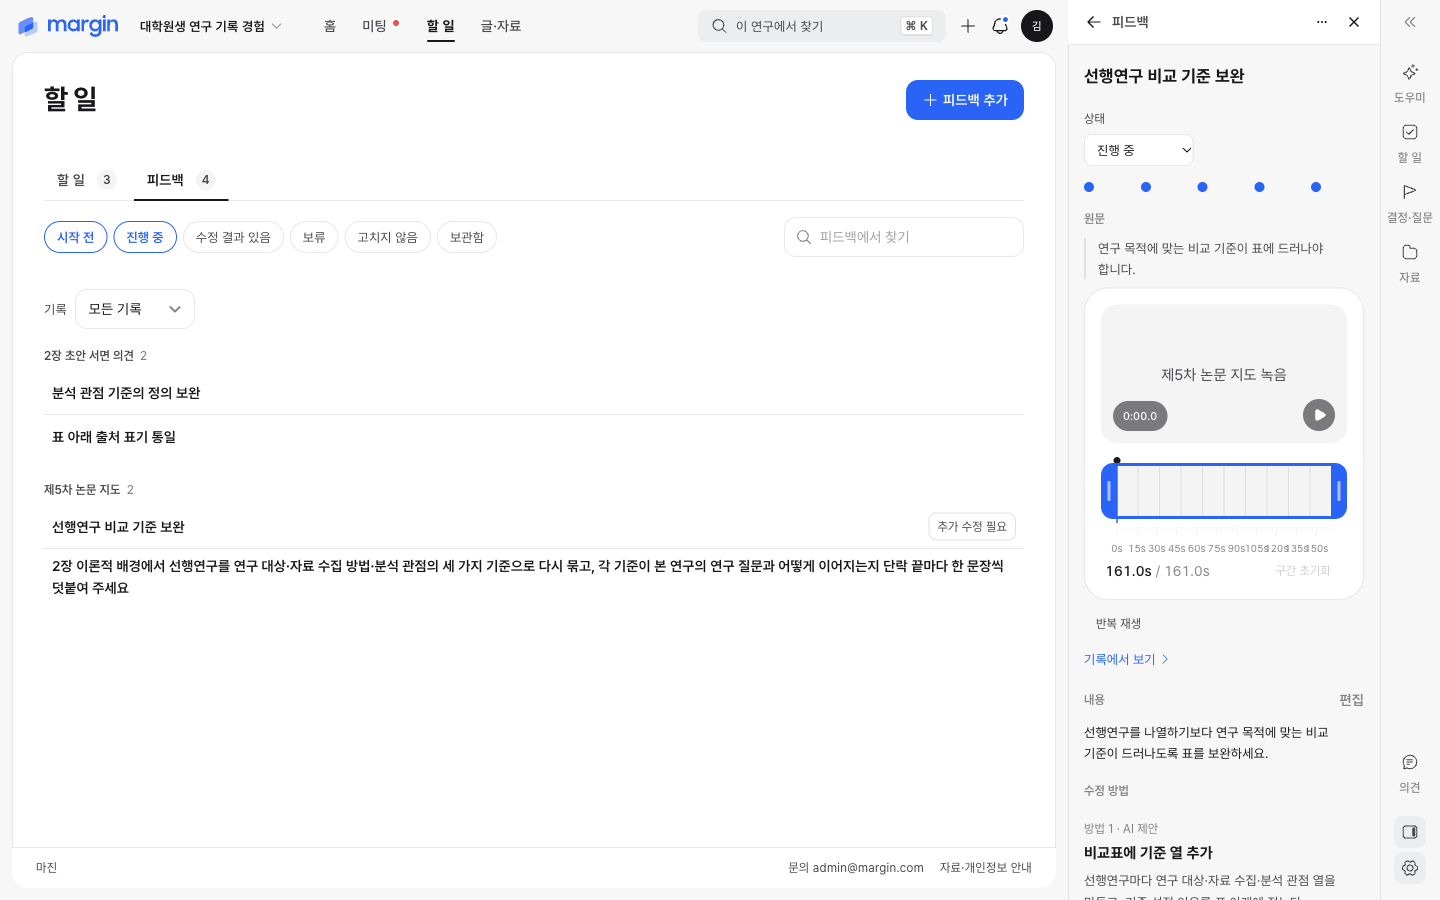 margin
대학원생 연구 기록 경험
홈
미팅
할 일
글·자료
이 연구에서 찾기
⌘ K
김
할 일
피드백 추가
할 일 3
피드백 4
시작 전
진행 중
수정 결과 있음
보류
고치지 않음
보관함
피드백에서 찾기
기록
모든 기록
2장 초안 서면 의견 2
분석 관점 기준의 정의 보완
표 아래 출처 표기 통일
제5차 논문 지도 2
선행연구 비교 기준 보완
추가 수정 필요
2장 이론적 배경에서 선행연구를 연구 대상·자료 수집 방법·분석 관점의 세 가지 기준으로 다시 묶고, 각 기준이 본 연구의 연구 질문과 어떻게 이어지는지 단락 끝마다 한 문장씩
덧붙여 주세요
마진
문의 admin@margin.com
자료·개인정보 안내
피드백
선행연구 비교 기준 보완
상태
진행 중
원문
연구 목적에 맞는 비교 기준이 표에 드러나야
합니다.
제5차 논문 지도 녹음
0:00.0
0s 15s 30s 45s 60s 75s 90s 105s 120s 135s 150s
161.0s / 161.0s
구간 초기화
반복 재생
기록에서 보기
내용
편집
선행연구를 나열하기보다 연구 목적에 맞는 비교
기준이 드러나도록 표를 보완하세요.
수정 방법
방법 1 · AI 제안
비교표에 기준 열 추가
선행연구마다 연구 대상·자료 수집·분석 관점 열을
도우미
할 일
결정·질문
자료
의견